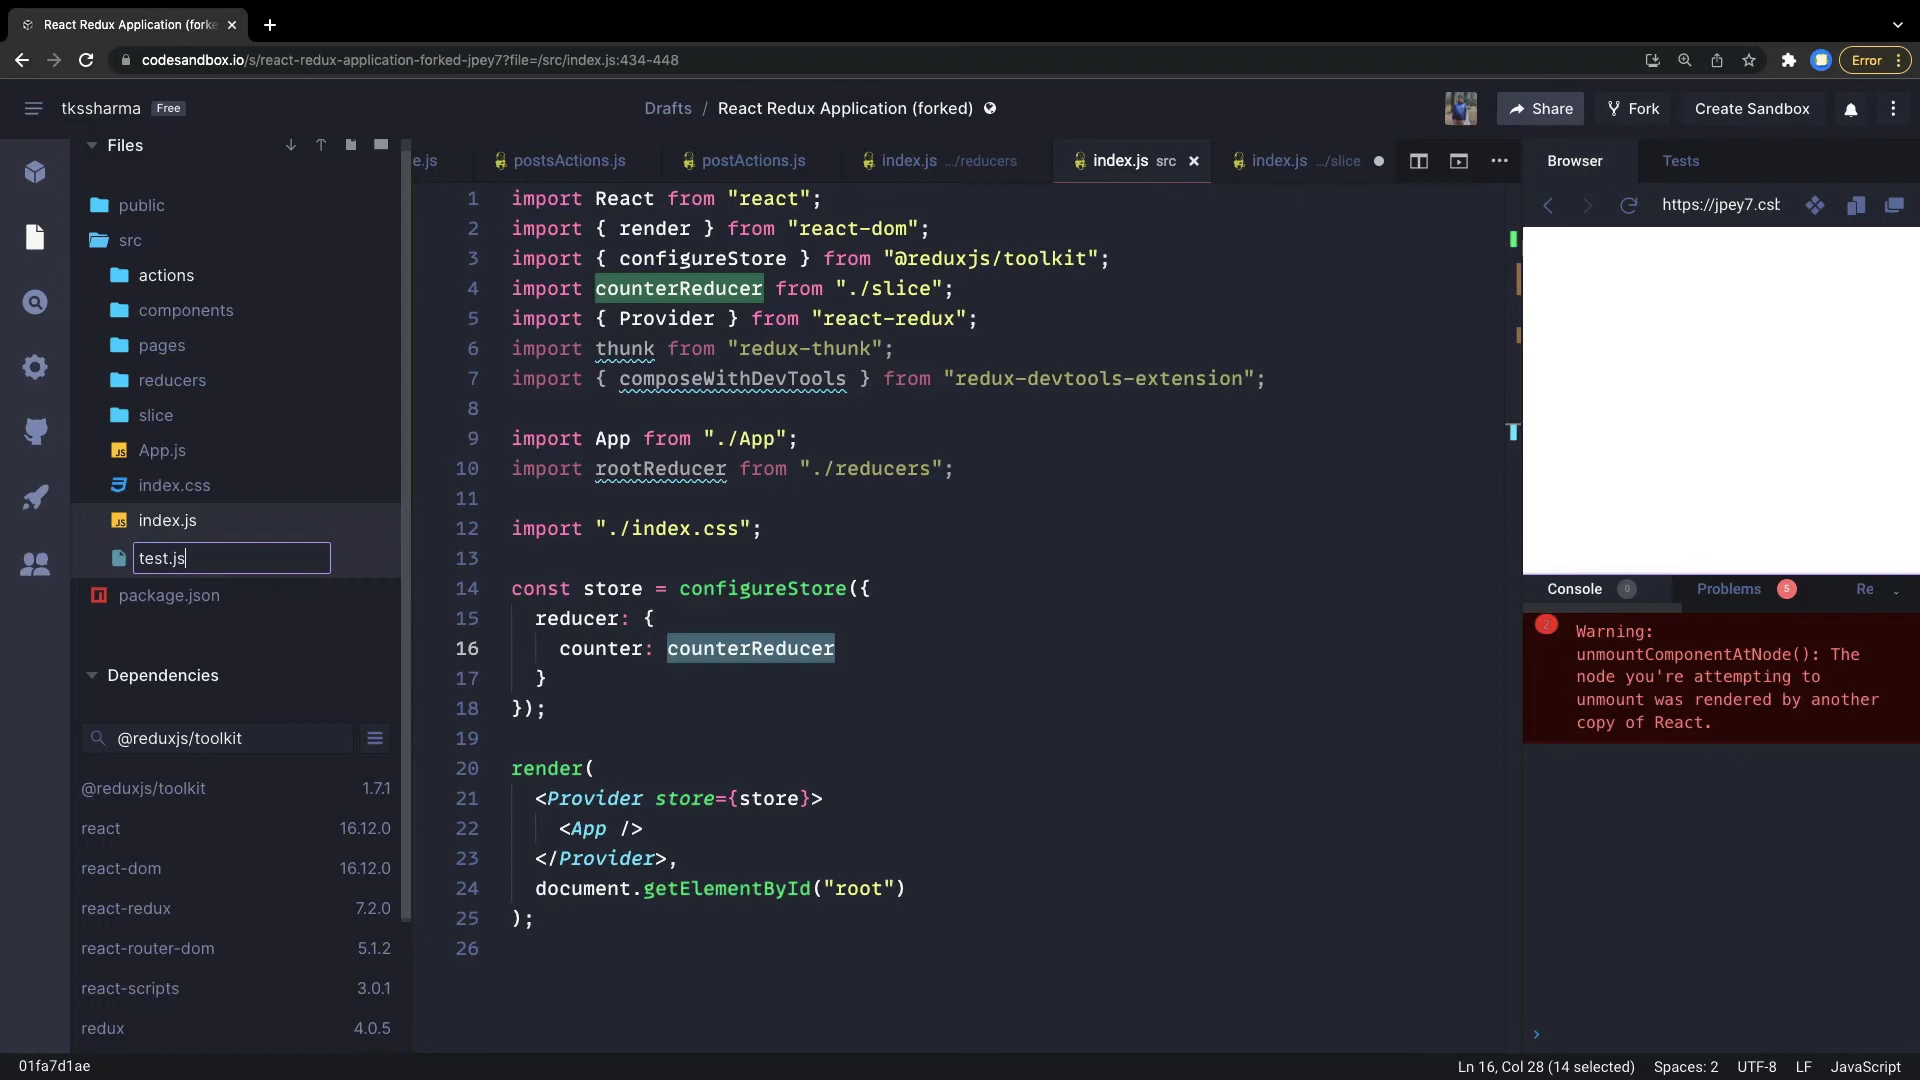 React Redux Application (forke
codesandbox.io/s/react-redux-application-forked-jpey7?file=/src/index.js:434-448
Error
tkssharma Free
Drafts / React Redux Application (forked)
Share
Fork
Create Sandbox
Files
public
src
actions
components
pages
reducers
slice
App.js
index.css
index.js
test.js
package.json
Dependencies
@reduxjs/toolkit
@reduxjs/toolkit 1.7.1
react 16.12.0
react-dom 16.12.0
react-redux 7.2.0
react-router-dom 5.1.2
react-scripts 3.0.1
redux 4.0.5
e.js
postsActions.js
postActions.js
index.js .../reducers
index.js src
index.js .../slice
1 import React from "react";
2 import { render } from "react-dom";
3 import { configureStore } from "@reduxjs/toolkit";
4 import counterReducer from "./slice";
5 import { Provider } from "react-redux";
6 import thunk from "redux-thunk";
7 import { composeWithDevTools } from "redux-devtools-extension";
8
9 import App from "./App";
10 import rootReducer from "./reducers";
11
12 import "./index.css";
13
14 const store = configureStore({
15 reducer: {
16 counter: counterReducer
17 }
18 });
19
20 render(
21 <Provider store={store}>
22 <App />
23 </Provider>,
24 document.getElementById("root")
25 );
26
Browser
Tests
https://jpey7.csb
Console 0
Problems 5
Re
2
Warning:
unmountComponentAtNode(): The
node you're attempting to
unmount was rendered by another
copy of React.
01fa7d1ae
Ln 16, Col 28 (14 selected) Spaces: 2 UTF-8 LF JavaScript